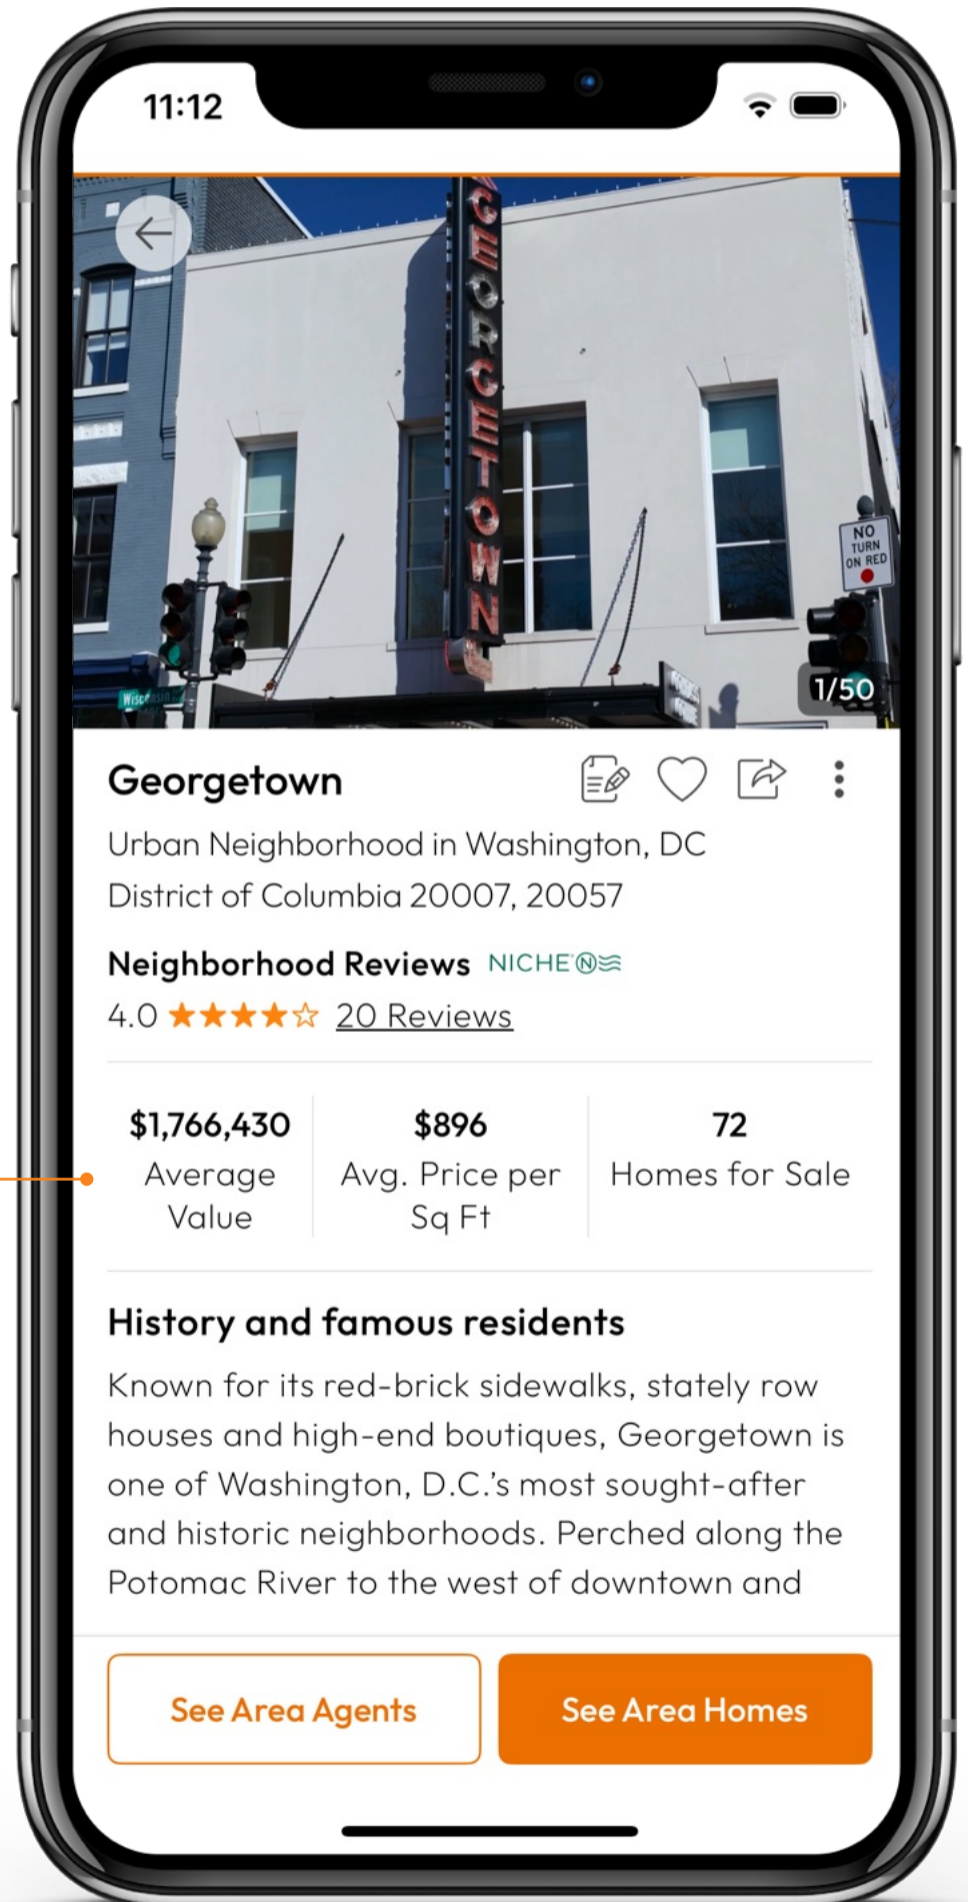 11:12
GEORGETOWN
NO
TURN
ON RED
Wisconsin
1/50
Georgetown
Urban Neighborhood in Washington, DC
District of Columbia 20007, 20057
Neighborhood Reviews NICHE N
4.0 20 Reviews
$1,766,430
Average
Value
$896
Avg. Price per
Sq Ft
72
Homes for Sale
History and famous residents
Known for its red-brick sidewalks, stately row
houses and high-end boutiques, Georgetown is
one of Washington, D.C.’s most sought-after
and historic neighborhoods. Perched along the
Potomac River to the west of downtown and
See Area Agents
See Area Homes